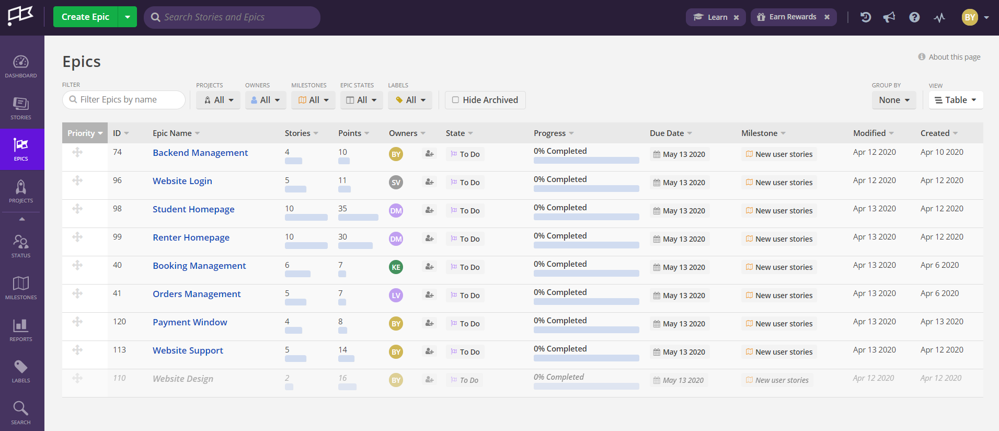 Create Epic
Search Stories and Epics
Learn
Earn Rewards
BY
DASHBOARD
STORIES
EPICS
PROJECTS
STATUS
MILESTONES
REPORTS
LABELS
SEARCH
Epics
About this page
FILTER PROJECTS OWNERS MILESTONES EPIC STATES LABELS GROUP BY VIEW
Filter Epics by name All All All All All Hide Archived None Table
Priority ID Epic Name Stories Points Owners State Progress Due Date Milestone Modified Created
74 Backend Management 4 10 BY To Do 0% Completed May 13 2020 New user stories Apr 12 2020 Apr 10 2020
96 Website Login 5 11 SV To Do 0% Completed May 13 2020 New user stories Apr 12 2020 Apr 12 2020
98 Student Homepage 10 35 DM To Do 0% Completed May 13 2020 New user stories Apr 13 2020 Apr 12 2020
99 Renter Homepage 10 30 DM To Do 0% Completed May 13 2020 New user stories Apr 13 2020 Apr 12 2020
40 Booking Management 6 7 KE To Do 0% Completed May 13 2020 New user stories Apr 13 2020 Apr 6 2020
41 Orders Management 5 7 LV To Do 0% Completed May 13 2020 New user stories Apr 13 2020 Apr 6 2020
120 Payment Window 4 8 BY To Do 0% Completed May 13 2020 New user stories Apr 13 2020 Apr 13 2020
113 Website Support 5 14 BY To Do 0% Completed May 13 2020 New user stories Apr 13 2020 Apr 12 2020
110 Website Design 2 16 BY To Do 0% Completed May 13 2020 New user stories Apr 12 2020 Apr 12 2020